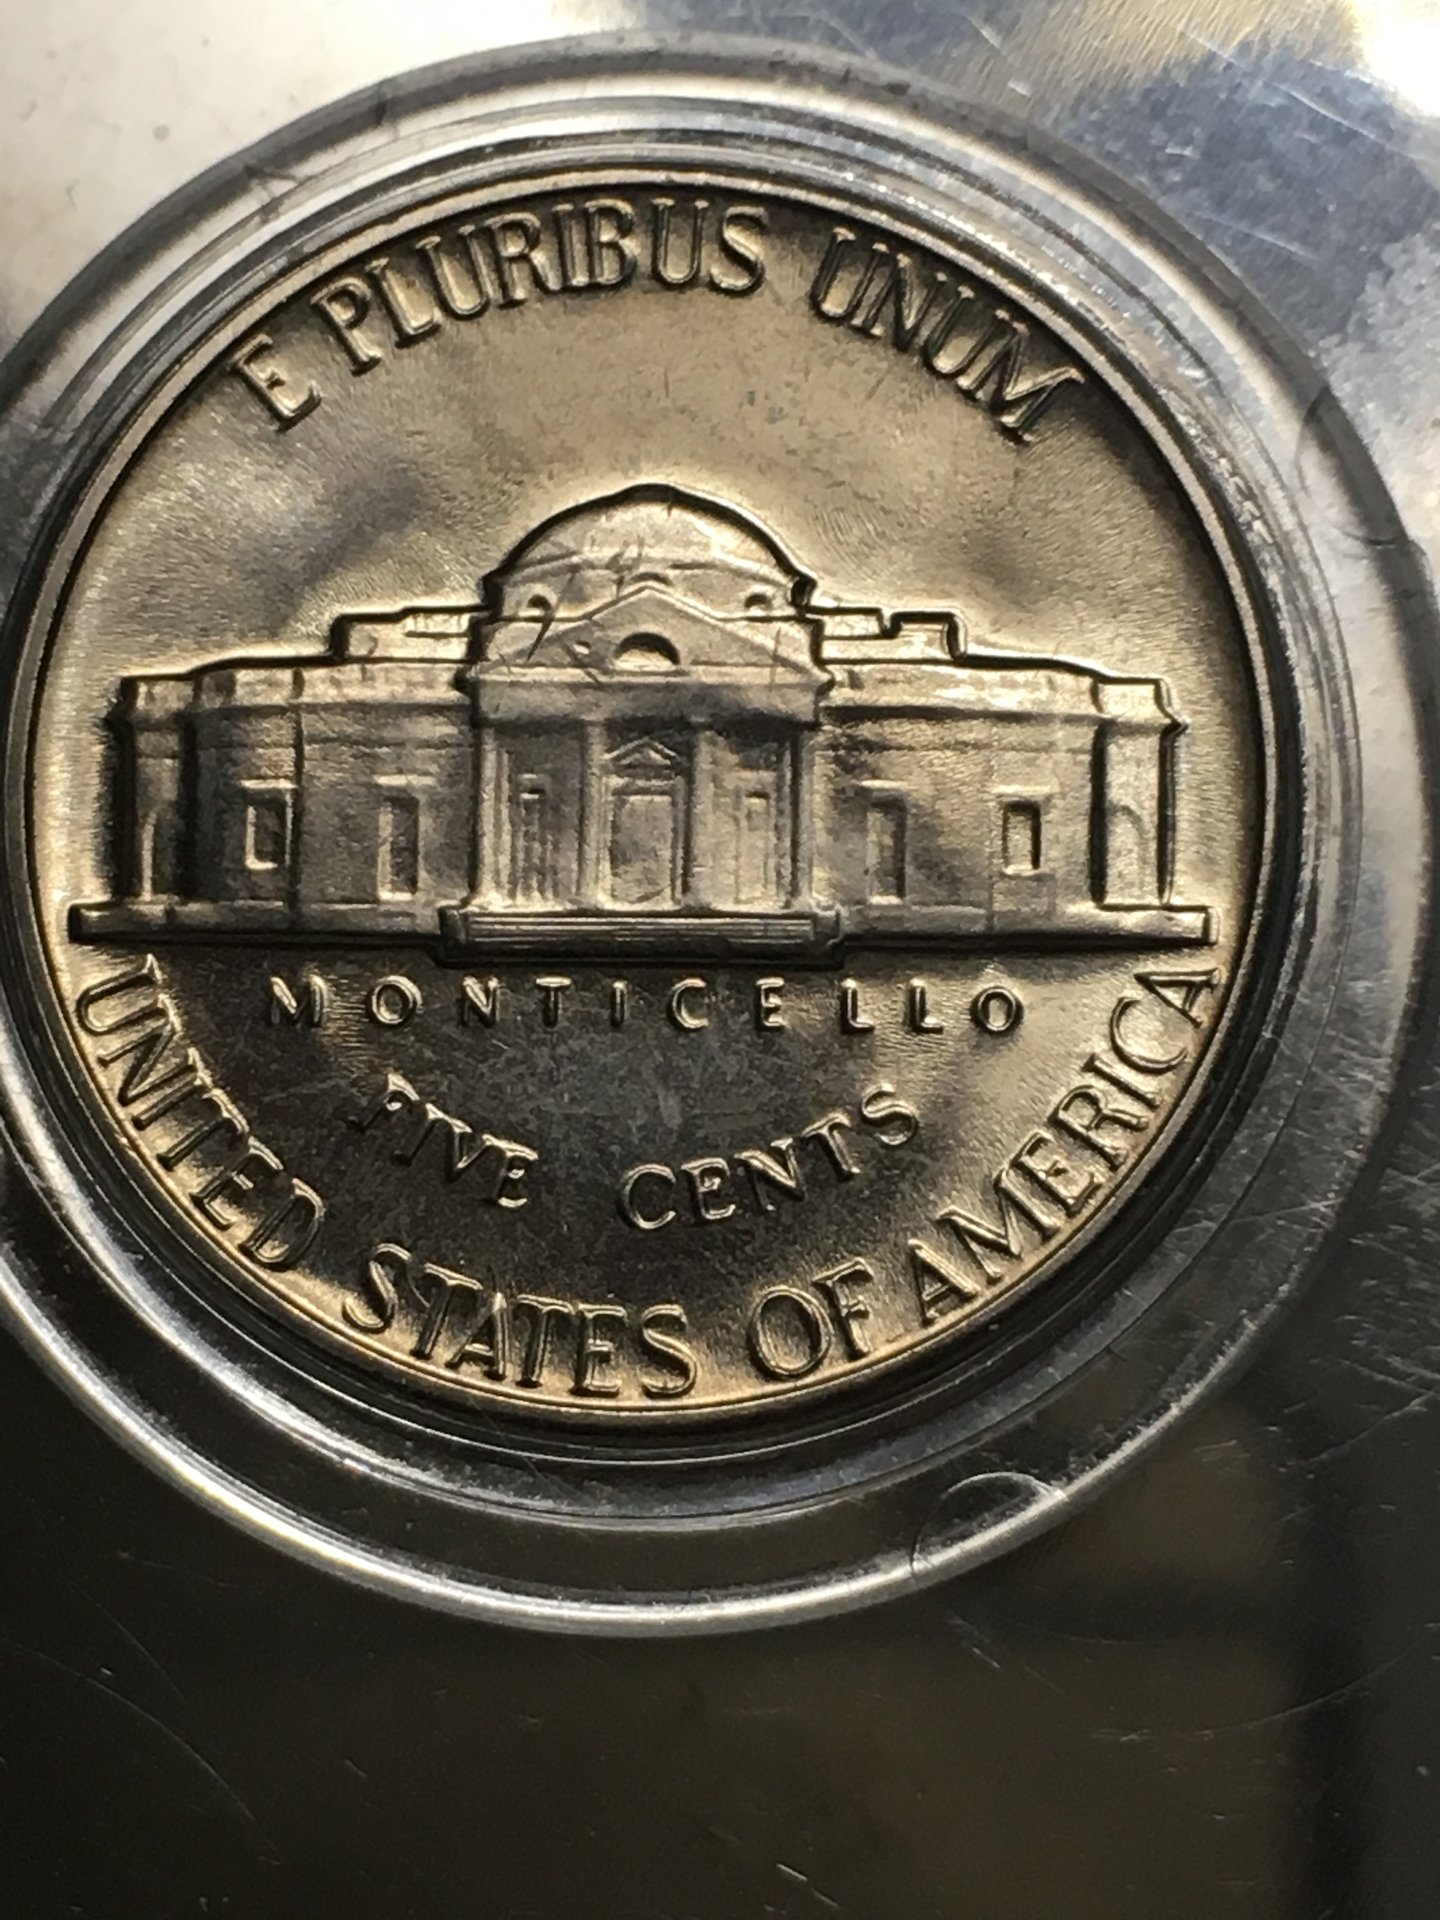 E PLURIBUS UNUM
MONTICELLO
FIVE CENTS
UNITED STATES OF AMERICA